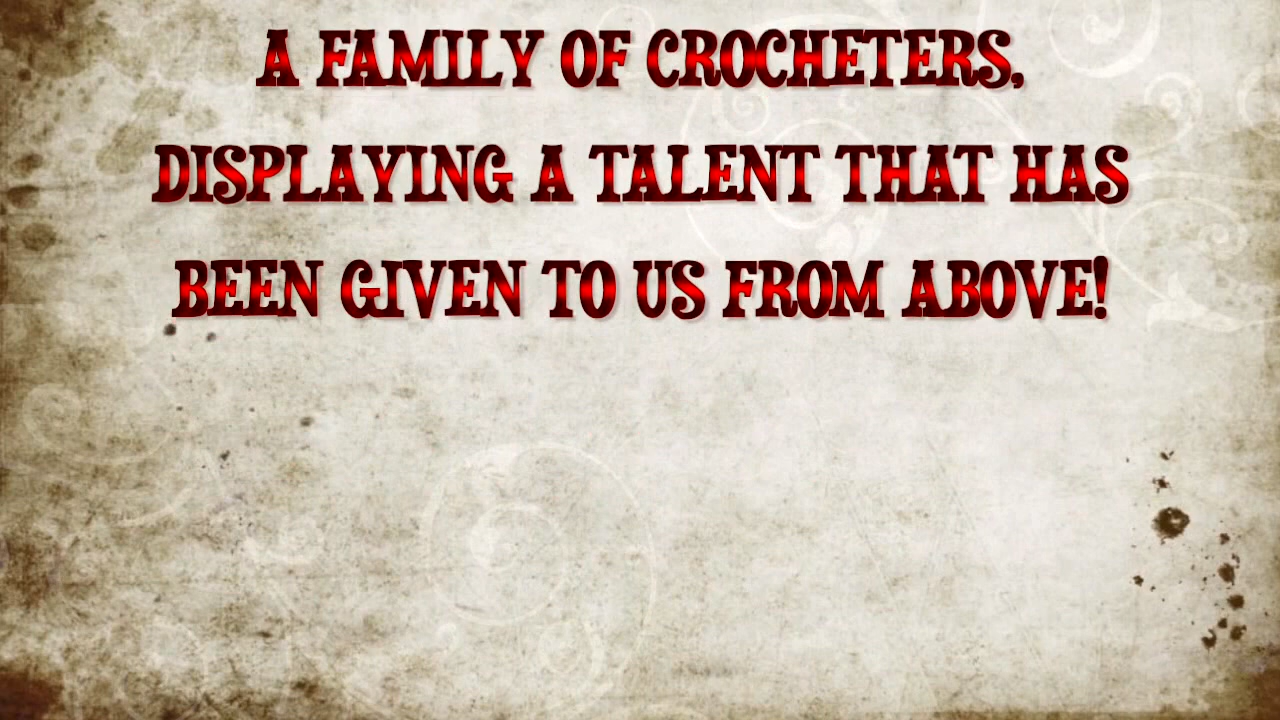 A FAMILY OF CROCHETERS,
DISPLAYING A TALENT THAT HAS
BEEN GIVEN TO US FROM ABOVE!